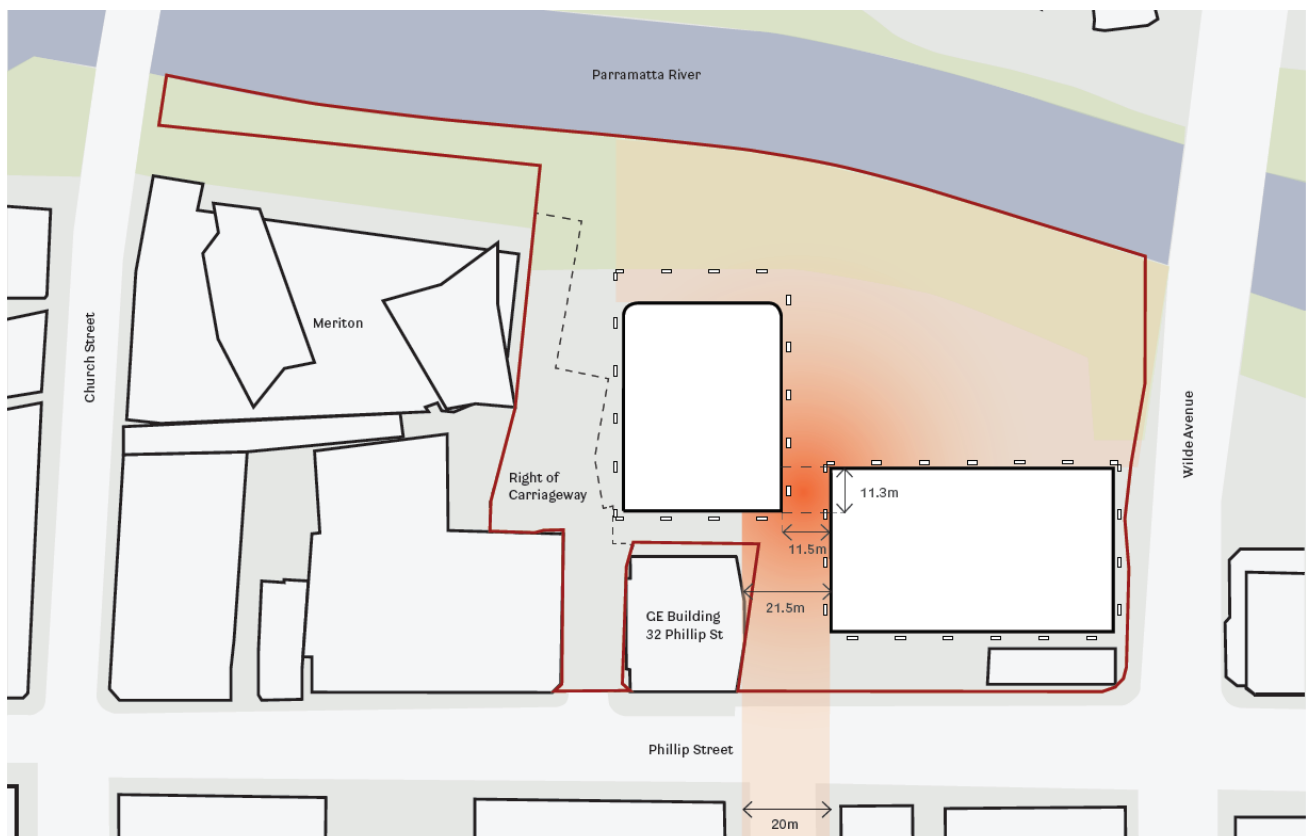 Parramatta River
Church Street
Meriton
Wilde Avenue
Right of
Carriageway
11.3m
11.5m
21.5m
GE Building
32 Phillip St
Phillip Street
20m